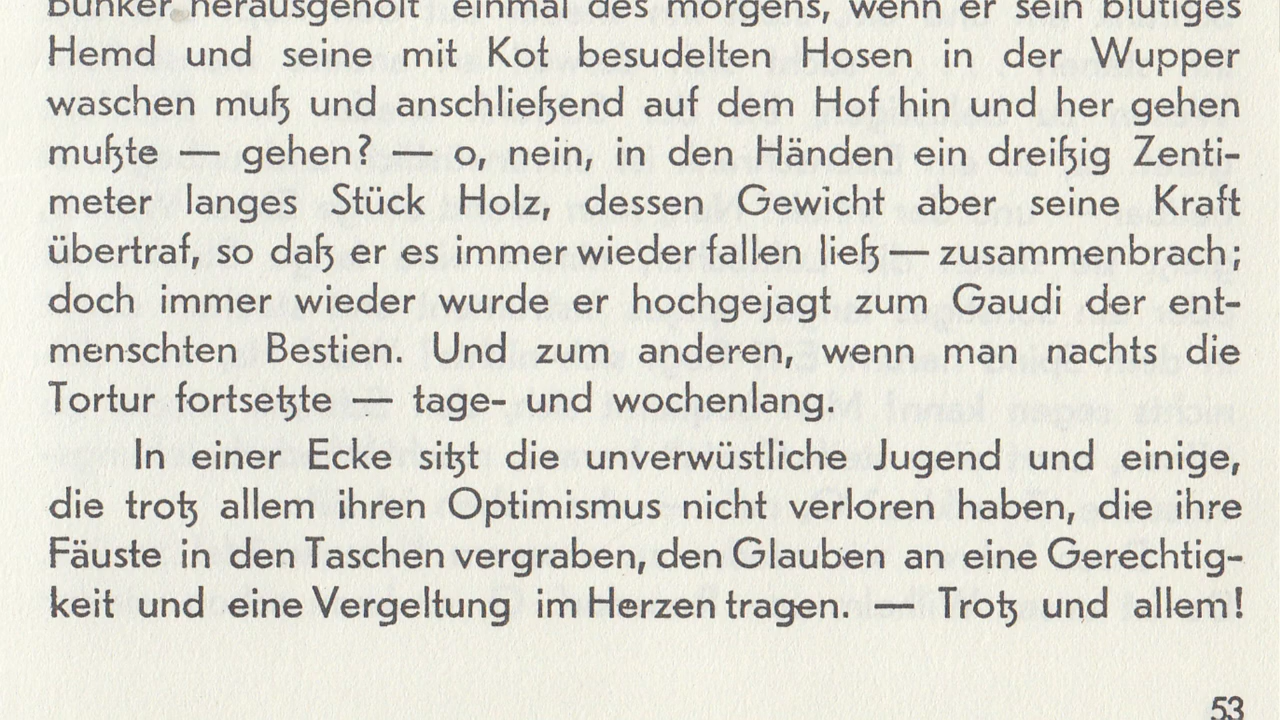 Bunker herausgeholt einmal des morgens, wenn er sein blutiges
Hemd und seine mit Kot besudelten Hosen in der Wupper
waschen muß und anschließend auf dem Hof hin und her gehen
mußte — gehen? — o, nein, in den Händen ein dreißig Zenti-
meter langes Stück Holz, dessen Gewicht aber seine Kraft
übertraf, so daß er es immer wieder fallen ließ — zusammenbrach;
doch immer wieder wurde er hochgejagt zum Gaudi der ent-
menschten Bestien. Und zum anderen, wenn man nachts die
Tortur fortsetzte — tage- und wochenlang.
In einer Ecke sitzt die unverwüstliche Jugend und einige,
die trotz allem ihren Optimismus nicht verloren haben, die ihre
Fäuste in den Taschen vergraben, den Glauben an eine Gerechtig-
keit und eine Vergeltung im Herzen tragen. — Trotz und allem!
53